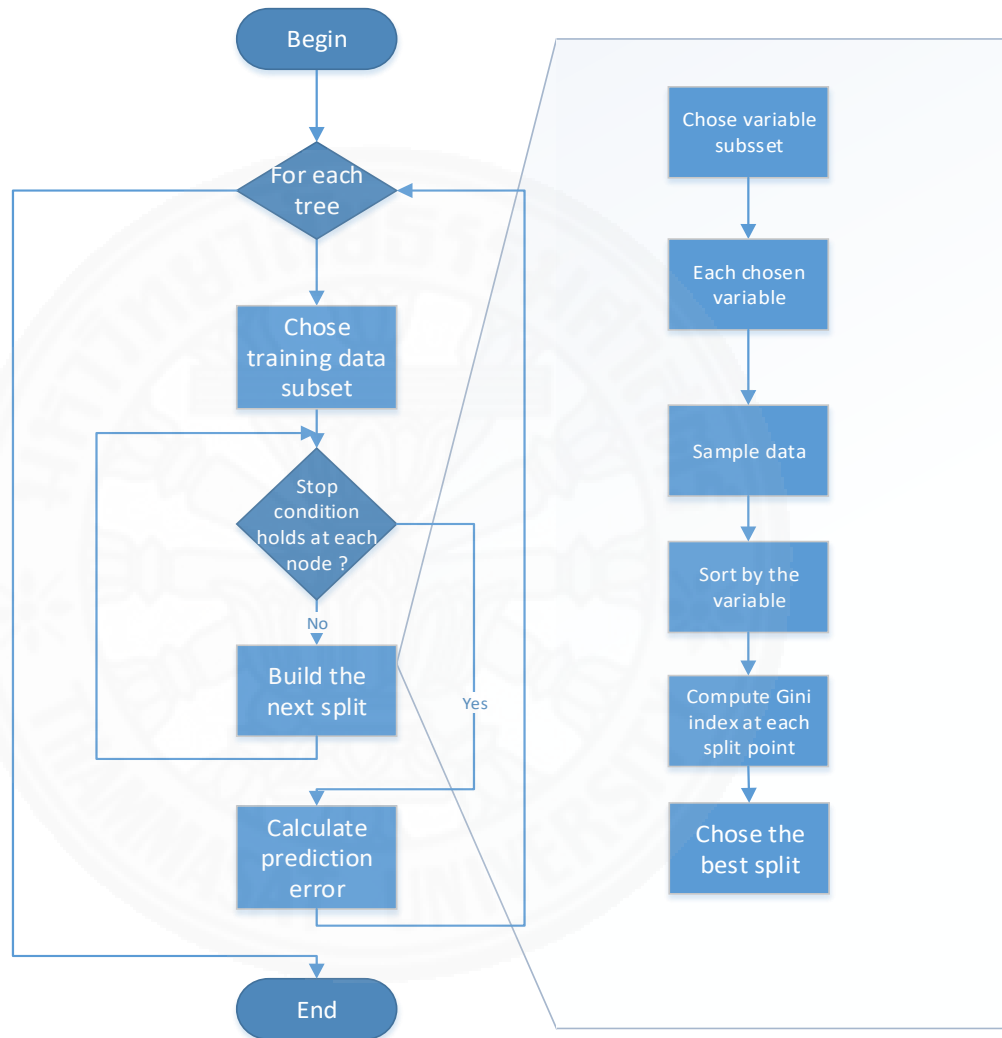 Begin
For each
tree
Chose
training data
subset
Stop
condition
holds at each
node ?
No
Build the
next split
Yes
Calculate
prediction
error
End
Chose variable
subsset
Each chosen
variable
Sample data
Sort by the
variable
Compute Gini
index at each
split point
Chose the
best split